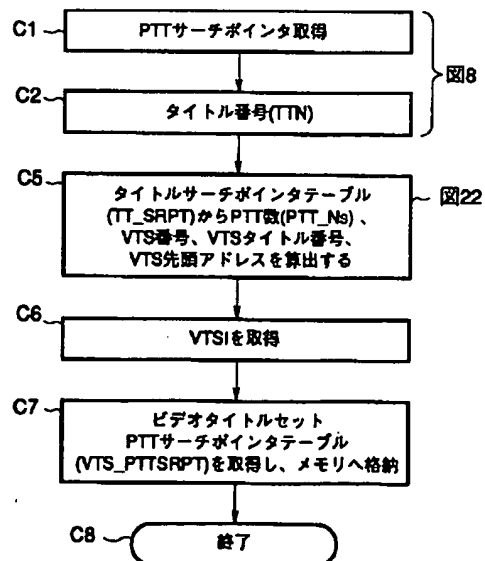 C1
PTTサーチポインタ取得
C2
タイトル番号(TTN)
図8
C5
タイトルサーチポインタテーブル
(TT_SRPT)からPTT数(PTT_Ns)、
VTS番号、VTSタイトル番号、
VTS先頭アドレスを算出する
図22
C6
VTSIを取得
C7
ビデオタイトルセット
PTTサーチポインタテーブル
(VTS_PTTSRPT)を取得し、メモリへ格納
C8
終了